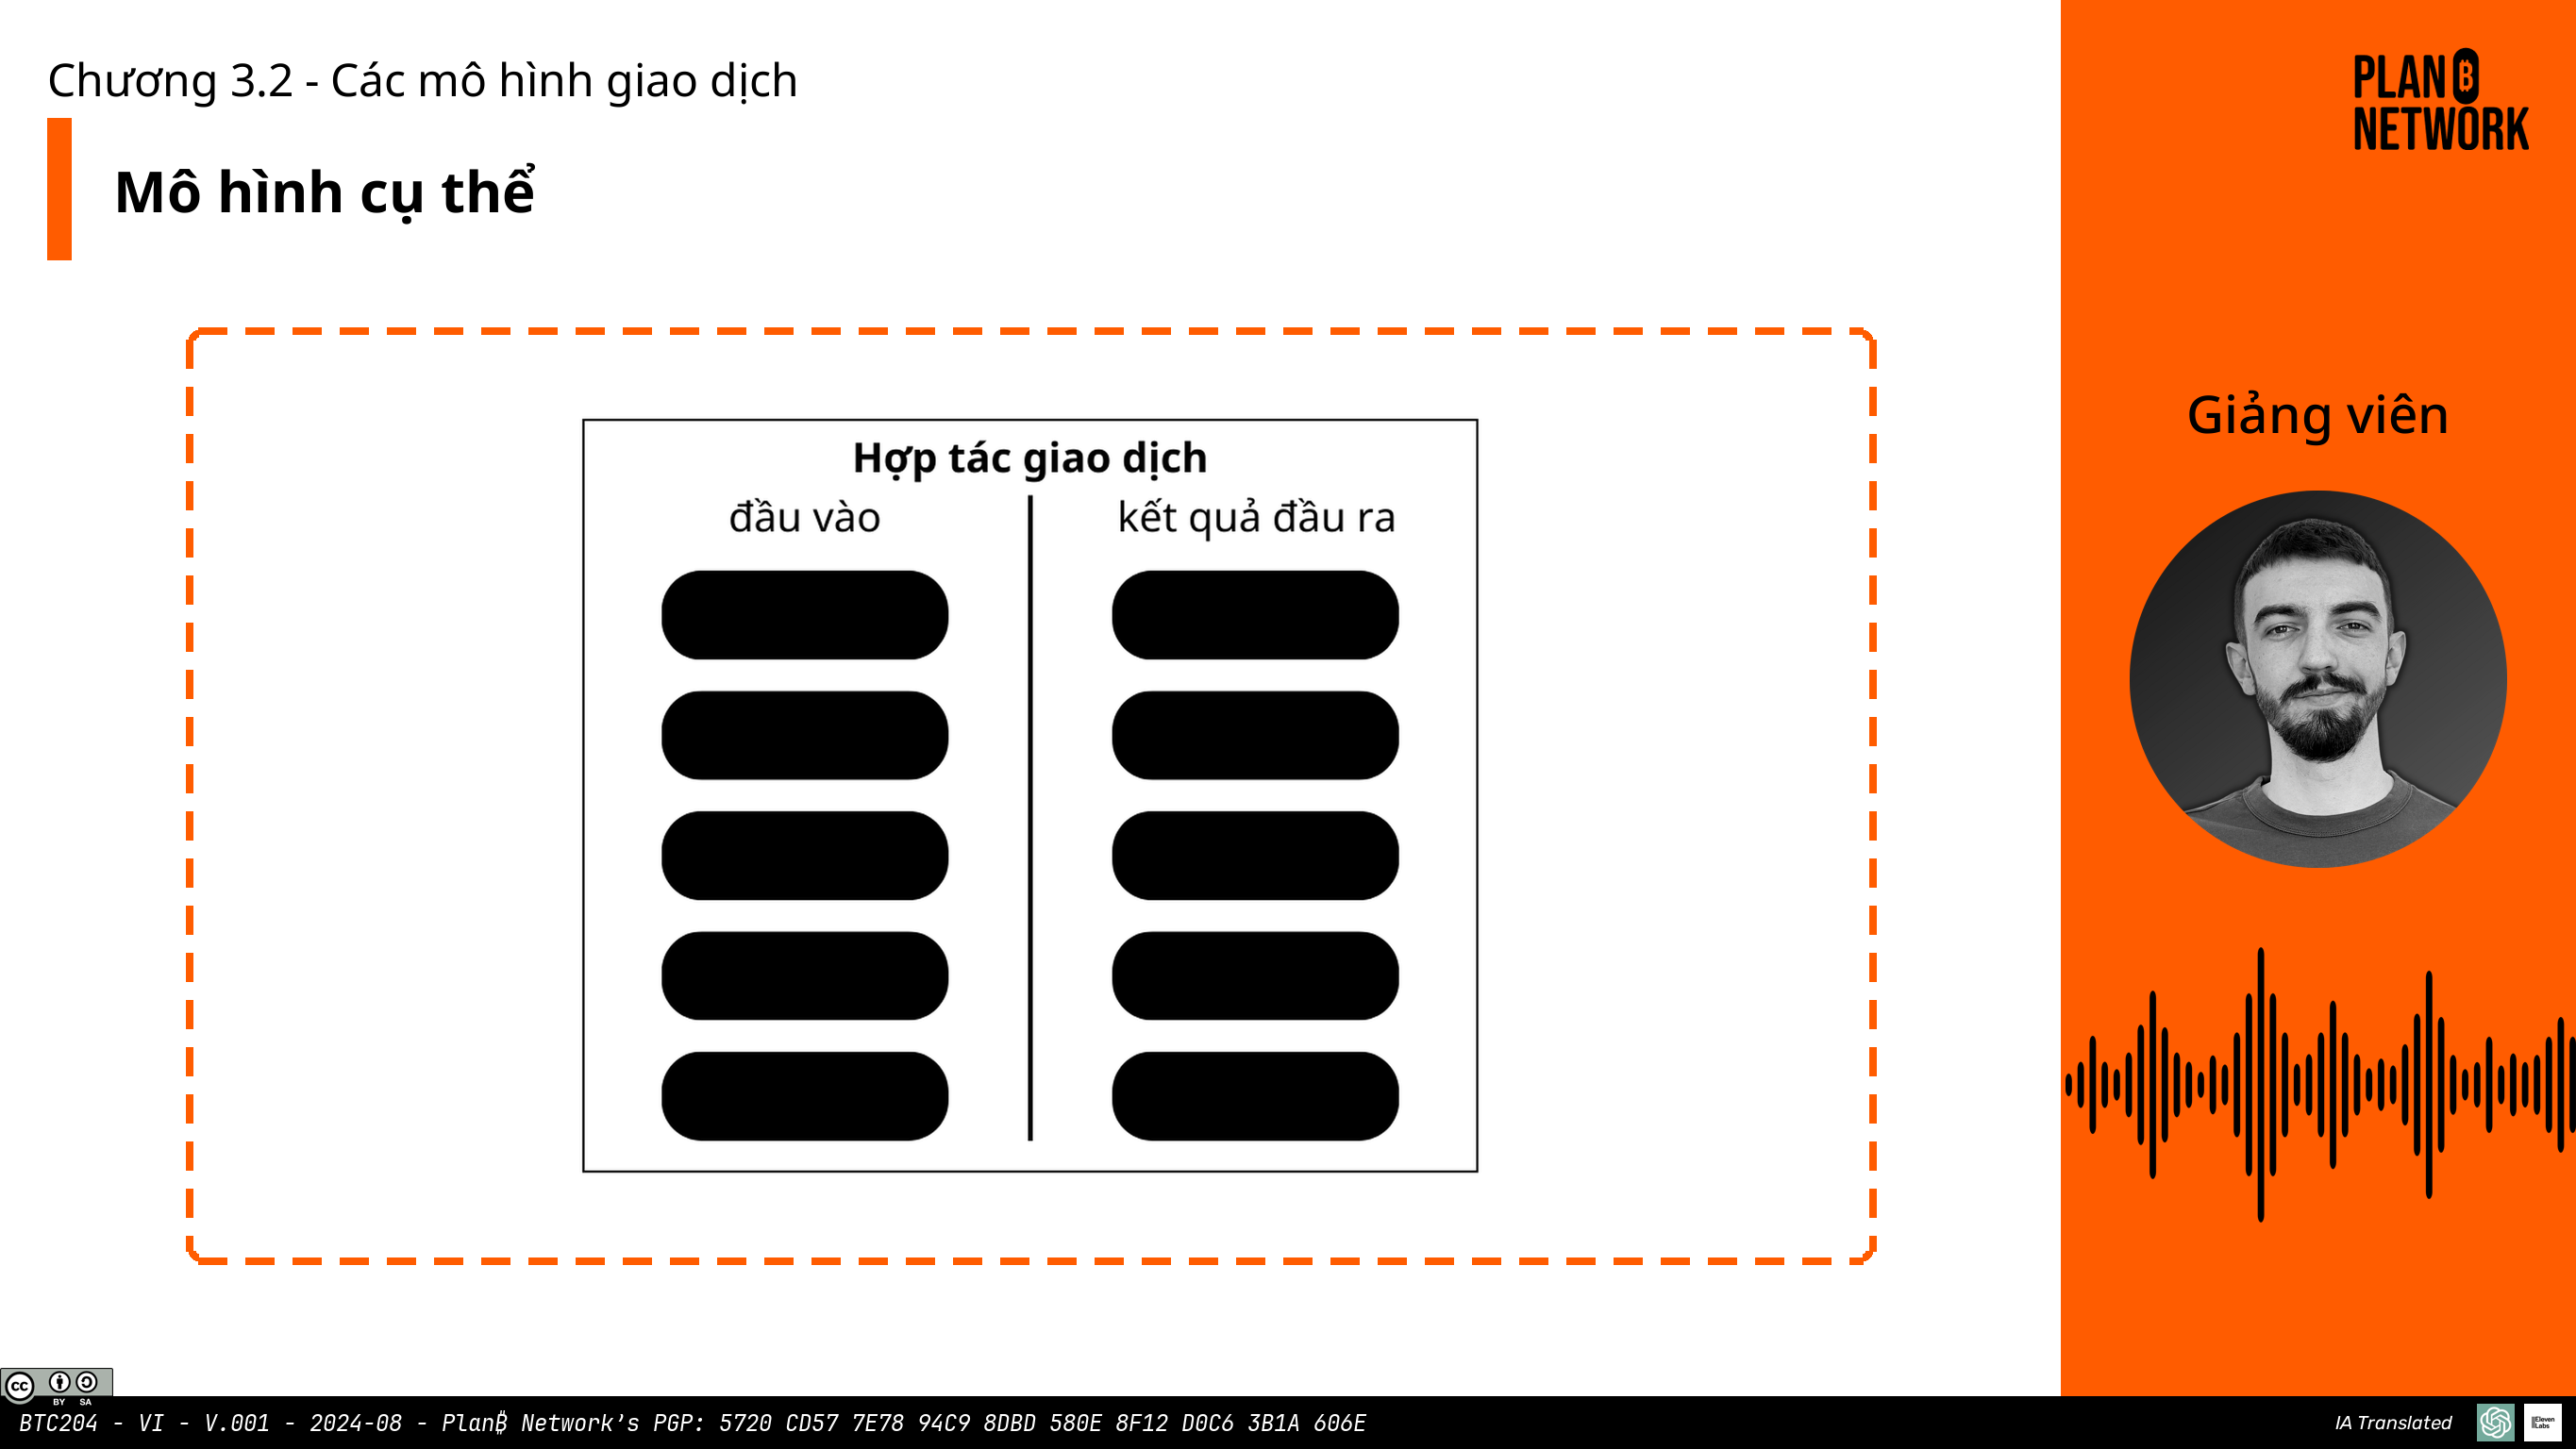 Chương 3.2 - Các mô hình giao dịch
Mô hình cụ thể
PLAN B
NETWORK
Giảng viên
Hợp tác giao dịch
đầu vào
kết quả đầu ra
CC BY SA
BTC204 - VI - V.001 - 2024-08 - Plan₿ Network’s PGP: 5720 CD57 7E78 94C9 8DBD 580E 8F12 D0C6 3B1A 606E
IA Translated
IIElevenLabs